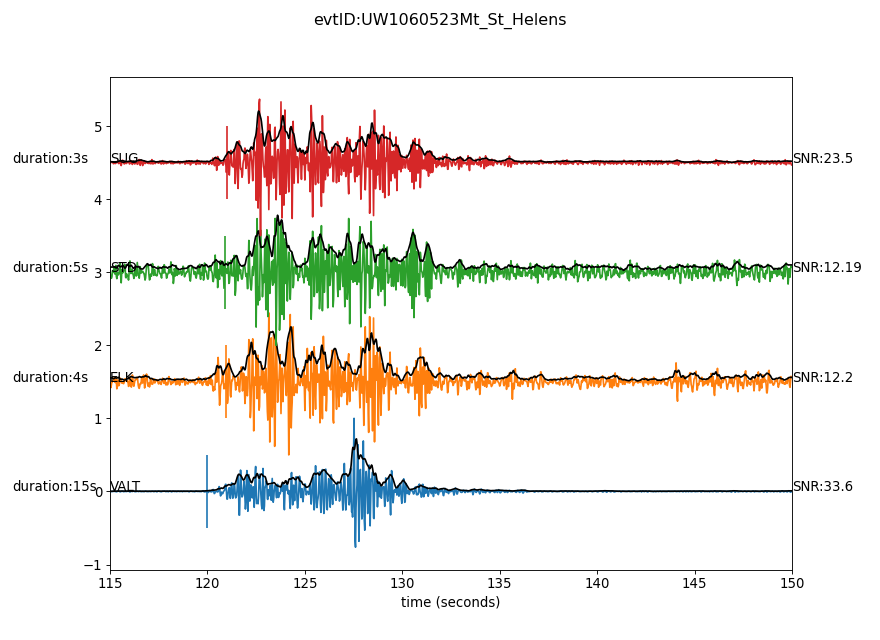 evtID:UW1060523Mt_St_Helens
5
duration:3s SUG SNR:23.5
4
duration:5s 3 STD SNR:12.19
2
duration:4s ELK SNR:12.2
1
duration:15s 0 VALT SNR:33.6
−1
115 120 125 130 135 140 145 150
time (seconds)